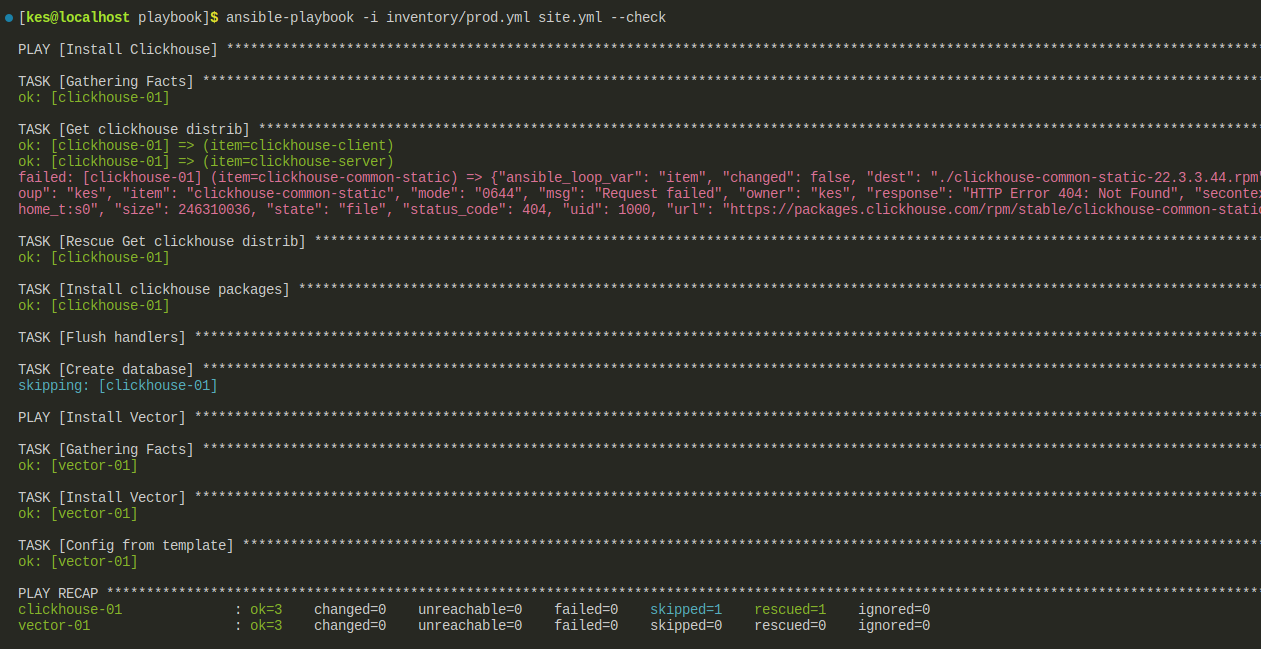 [kes@localhost playbook]$ ansible-playbook -i inventory/prod.yml site.yml --check
PLAY [Install Clickhouse] ***********************************************************************************************************************************
TASK [Gathering Facts] **************************************************************************************************************************************
ok: [clickhouse-01]
TASK [Get clickhouse distrib] *******************************************************************************************************************************
ok: [clickhouse-01] => (item=clickhouse-client)
ok: [clickhouse-01] => (item=clickhouse-server)
failed: [clickhouse-01] (item=clickhouse-common-static) => {"ansible_loop_var": "item", "changed": false, "dest": "./clickhouse-common-static-22.3.3.44.rpm"
oup": "kes", "item": "clickhouse-common-static", "mode": "0644", "msg": "Request failed", "owner": "kes", "response": "HTTP Error 404: Not Found", "secontex
home_t:s0", "size": 246310036, "state": "file", "status_code": 404, "uid": 1000, "url": "https://packages.clickhouse.com/rpm/stable/clickhouse-common-static
TASK [Rescue Get clickhouse distrib] ************************************************************************************************************************
ok: [clickhouse-01]
TASK [Install clickhouse packages] **************************************************************************************************************************
ok: [clickhouse-01]
TASK [Flush handlers] ***************************************************************************************************************************************
TASK [Create database] **************************************************************************************************************************************
skipping: [clickhouse-01]
PLAY [Install Vector] ***************************************************************************************************************************************
TASK [Gathering Facts] **************************************************************************************************************************************
ok: [vector-01]
TASK [Install Vector] ***************************************************************************************************************************************
ok: [vector-01]
TASK [Config from template] *********************************************************************************************************************************
ok: [vector-01]
PLAY RECAP **************************************************************************************************************************************************
clickhouse-01              : ok=3    changed=0    unreachable=0    failed=0    skipped=1    rescued=1    ignored=0
vector-01                  : ok=3    changed=0    unreachable=0    failed=0    skipped=0    rescued=0    ignored=0